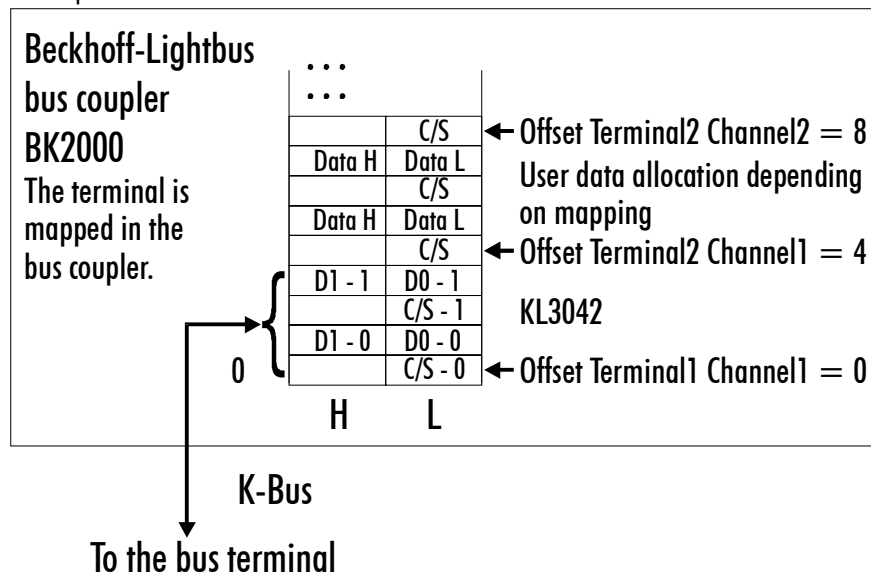 Beckhoff-Lightbus
bus coupler
BK2000
The terminal is
mapped in the
bus coupler.
...
...
C/S
Data H Data L
C/S
Data H Data L
C/S
D1 - 1 D0 - 1
C/S - 1
D1 - 0 D0 - 0
0 C/S - 0
H L
Offset Terminal2 Channel2 = 8
User data allocation depending
on mapping
Offset Terminal2 Channel1 = 4
KL3042
Offset Terminal1 Channel1 = 0
K-Bus
To the bus terminal